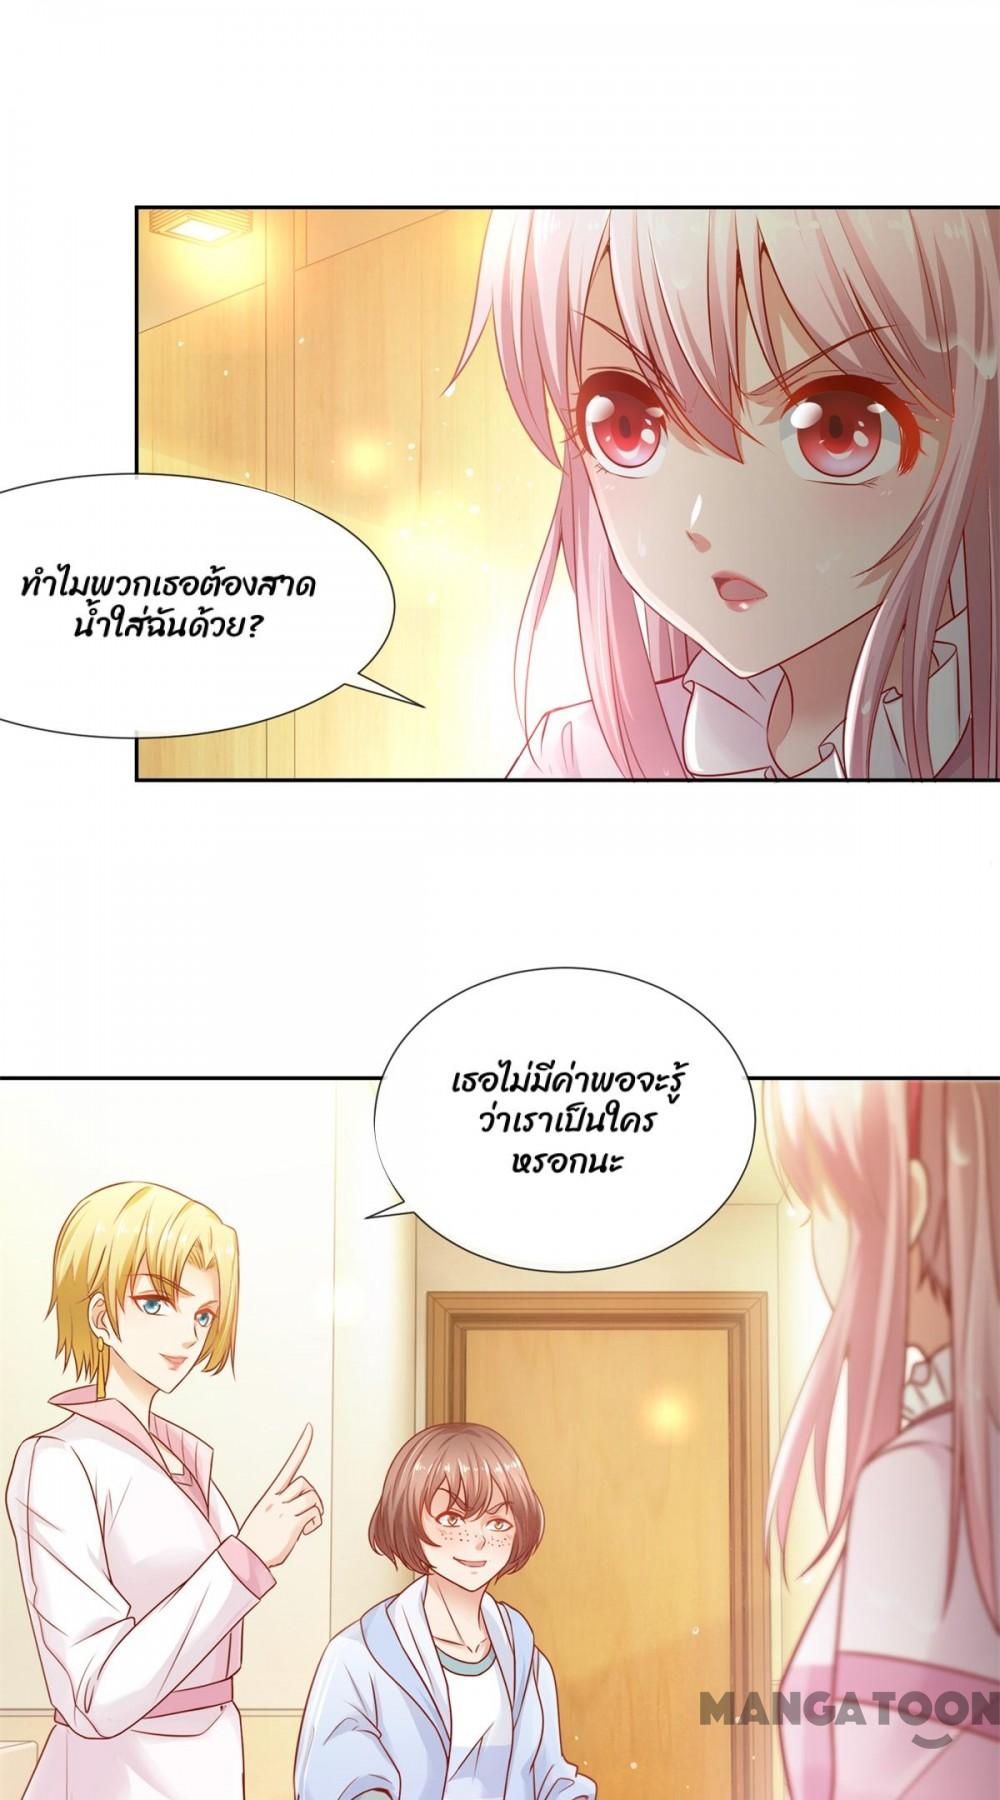 ทำไมพวกเธอต้องสาด
น้ำใส่ฉันด้วย?
เธอไม่มีค่าพอจะรู้
ว่าเราเป็นใคร
หรอกนะ
MANGATOON